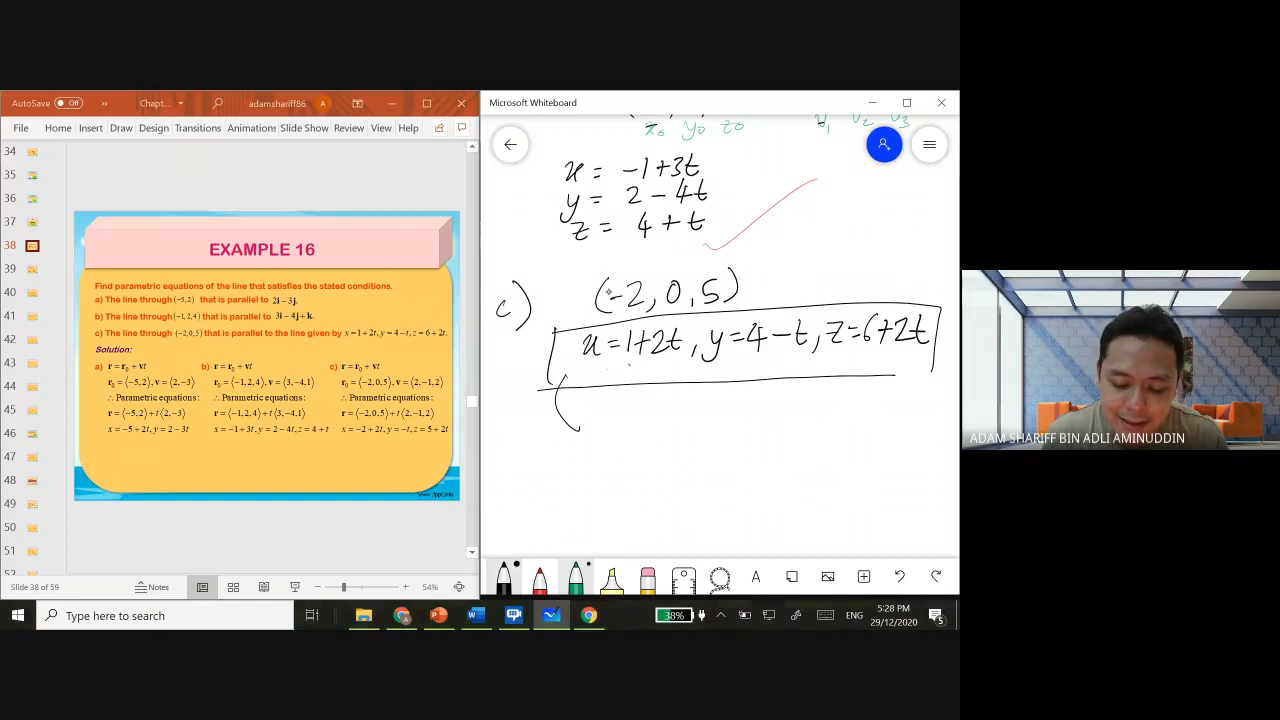 AutoSave Off » Chapt... adamshariff86 A
File Home Insert Draw Design Transitions Animations Slide Show Review View Help
34
35
36
37
38
39
40
41
42
43
44
45
46
47
48
49
50
51
52
EXAMPLE 16
Find parametric equations of the line that satisfies the stated conditions.
a) The line through (−5,2) that is parallel to 2i − 3j.
b) The line through (−1,2,4) that is parallel to 3i − 4j + k.
c) The line through (−2,0,5) that is parallel to the line given by x = 1 + 2t, y = 4 − t, z = 6 + 2t.
Solution:
a) r = r₀ + vt
r₀ = ⟨−5,2⟩, v = ⟨2,−3⟩
∴ Parametric equations:
r = ⟨−5,2⟩ + t⟨2,−3⟩
x = −5 + 2t, y = 2 − 3t
b) r = r₀ + vt
r₀ = ⟨−1,2,4⟩, v = ⟨3,−4,1⟩
∴ Parametric equations:
r = ⟨−1,2,4⟩ + t⟨3,−4,1⟩
x = −1 + 3t, y = 2 − 4t, z = 4 + t
c) r = r₀ + vt
r₀ = ⟨−2,0,5⟩, v = ⟨2,−1,2⟩
∴ Parametric equations:
r = ⟨−2,0,5⟩ + t⟨2,−1,2⟩
x = −2 + 2t, y = −t, z = 5 + 2t
www.fppt.info
Slide 38 of 59 Notes 54%
Microsoft Whiteboard
x₀ y₀ z₀ v₁ v₂ v₃
x = −1 + 3t
y = 2 − 4t
z = 4 + t
c) (−2, 0, 5)
x = 1 + 2t, y = 4 − t, z = 6 + 2t
(
A
ADAM SHARIFF BIN ADLI AMINUDDIN
Type here to search
38%
ENG
5:28 PM
29/12/2020
5